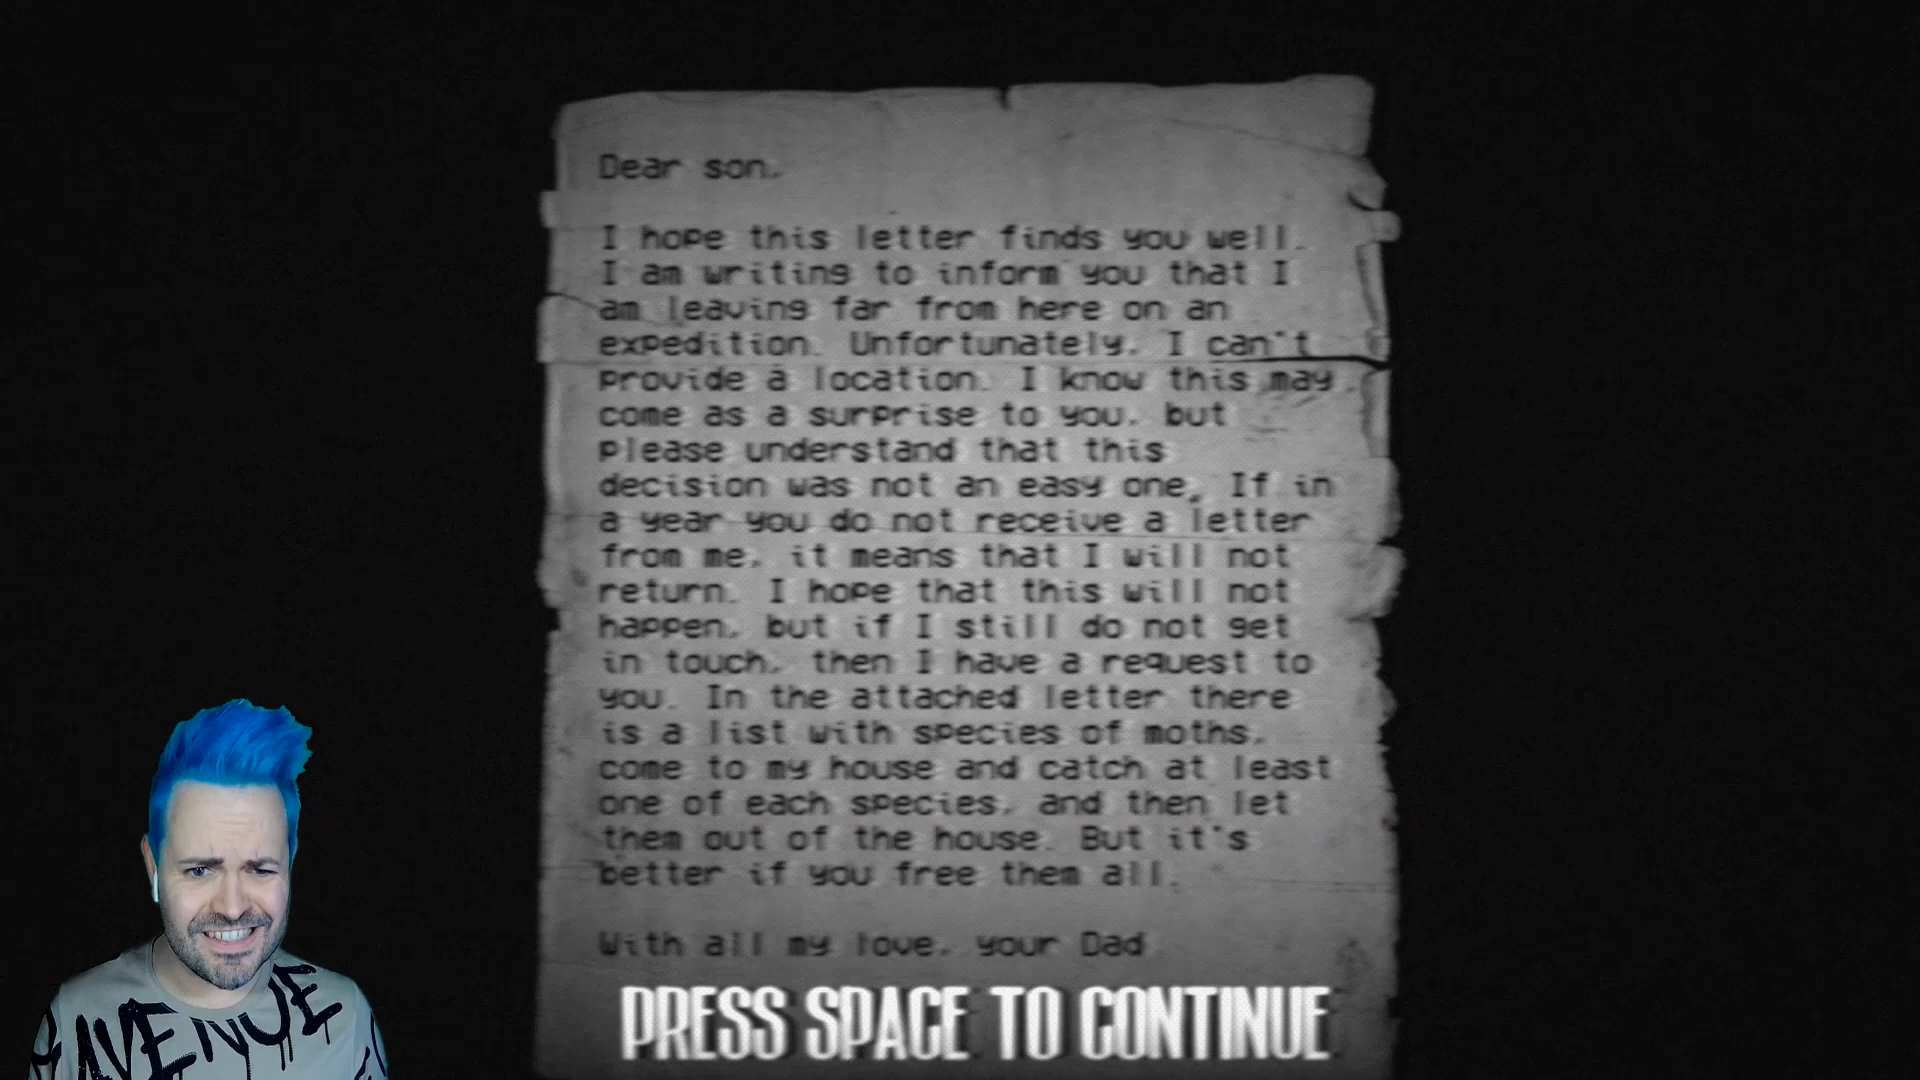 Dear son,
I hope this letter finds you well.
I am writing to inform you that I
am leaving far from here on an
expedition. Unfortunately, I can't
provide a location. I know this may
come as a surprise to you, but
please understand that this
decision was not an easy one. If in
a year you do not receive a letter
from me, it means that I will not
return. I hope that this will not
happen, but if I still do not get
in touch, then I have a request to
you. In the attached letter there
is a list with species of moths,
come to my house and catch at least
one of each species, and then let
them out of the house. But it's
better if you free them all.
With all my love, your Dad
PRESS SPACE TO CONTINUE
AVENUE